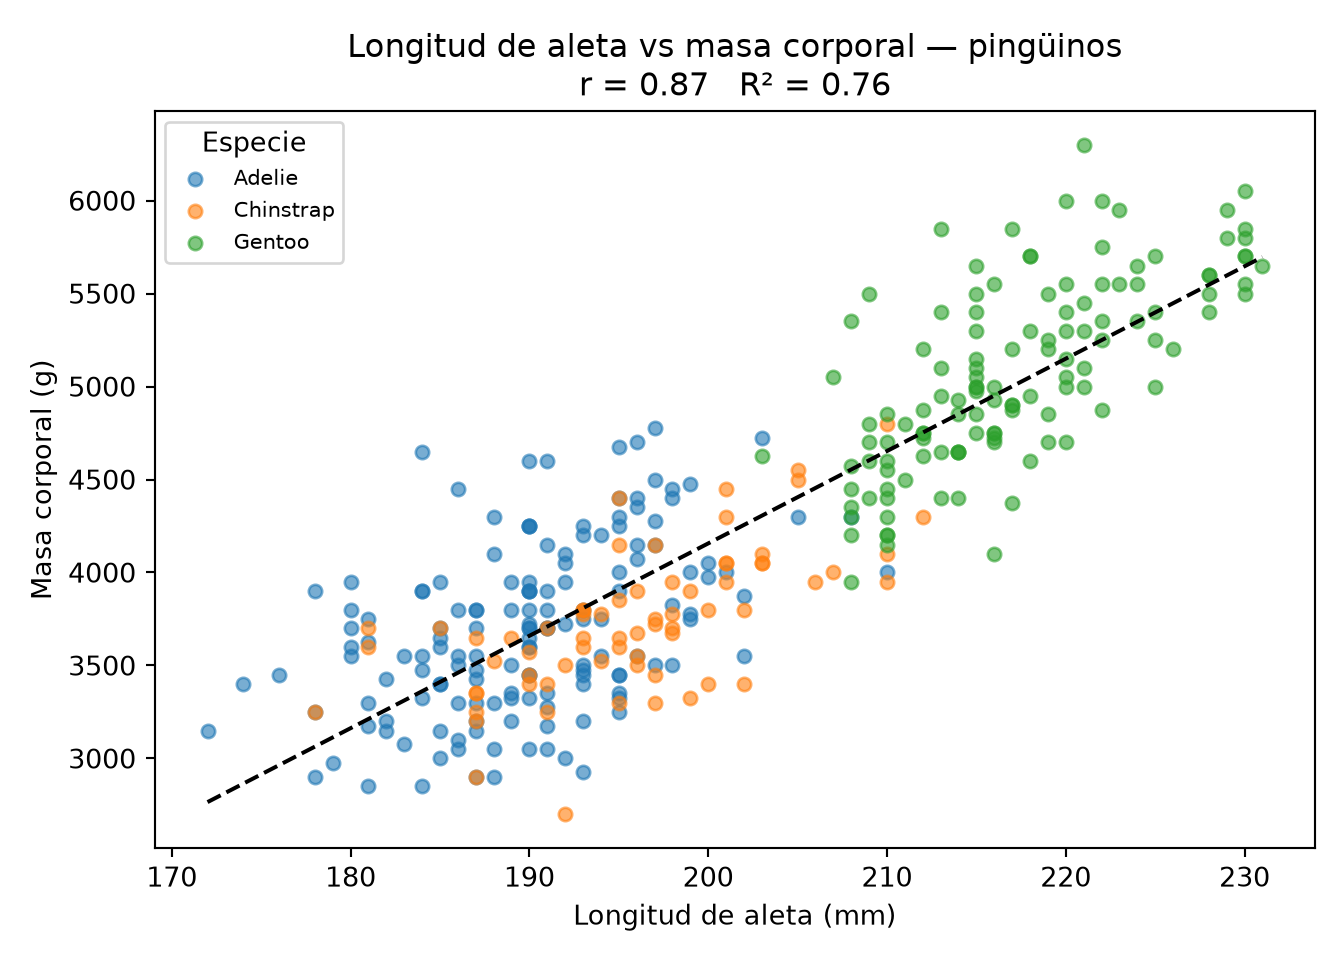 Longitud de aleta vs masa corporal — pingüinos
r = 0.87   R² = 0.76
Especie
Adelie
Chinstrap
Gentoo
Masa corporal (g)
6000
5500
5000
4500
4000
3500
3000
170 180 190 200 210 220 230
Longitud de aleta (mm)